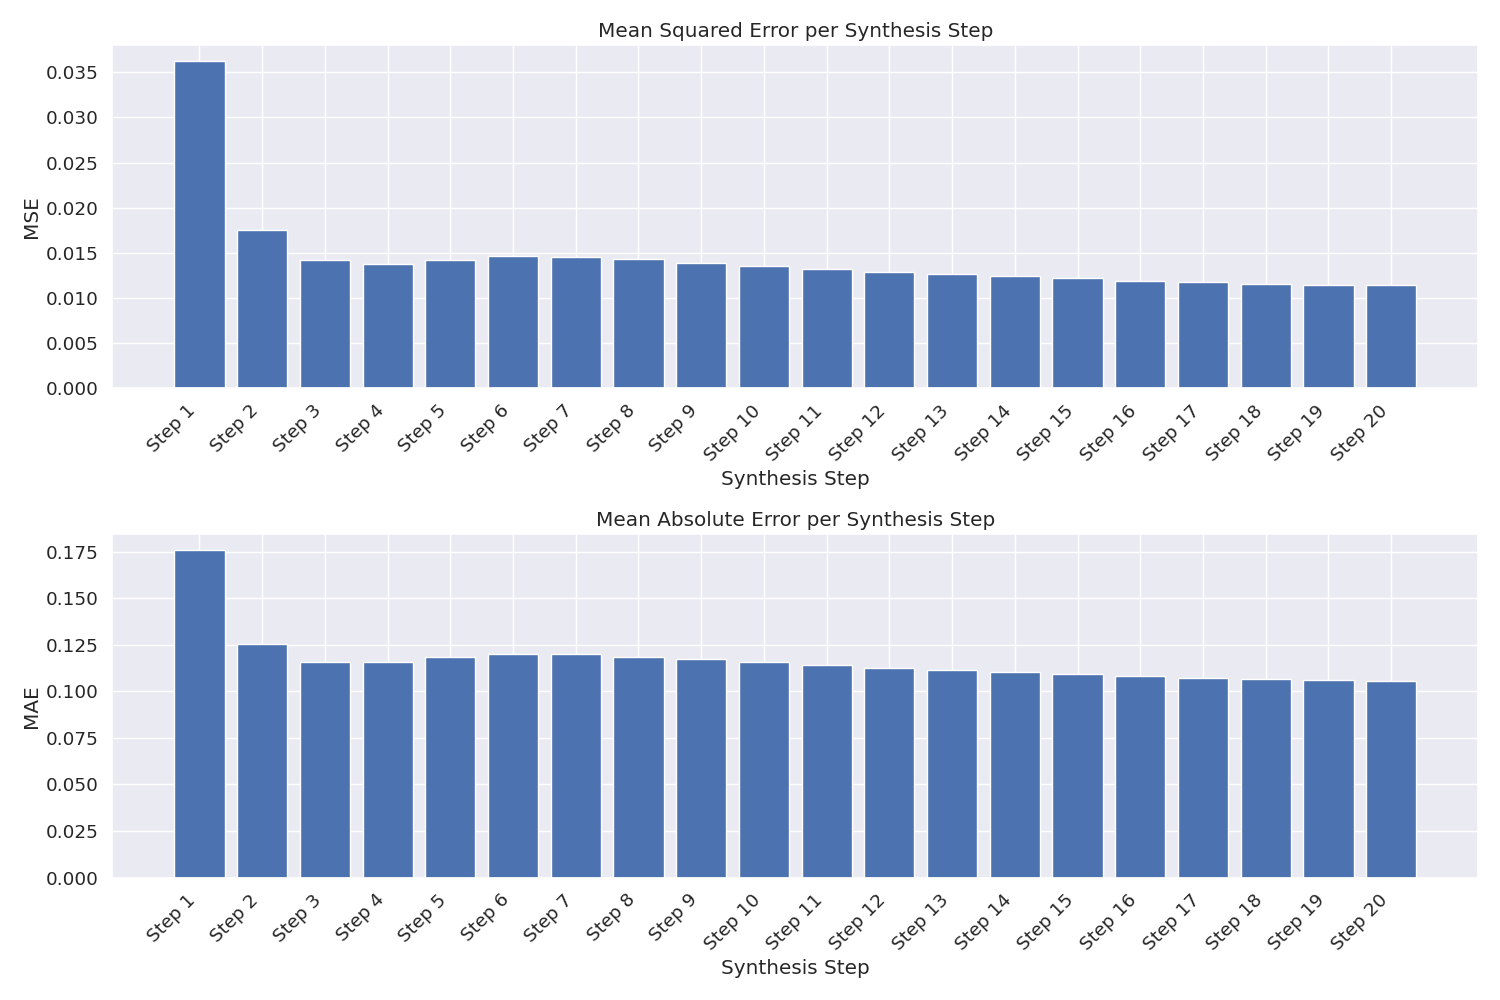 Mean Squared Error per Synthesis Step
MSE
0.035
0.030
0.025
0.020
0.015
0.010
0.005
0.000
Step 1
Step 2
Step 3
Step 4
Step 5
Step 6
Step 7
Step 8
Step 9
Step 10
Step 11
Step 12
Step 13
Step 14
Step 15
Step 16
Step 17
Step 18
Step 19
Step 20
Synthesis Step
Mean Absolute Error per Synthesis Step
MAE
0.175
0.150
0.125
0.100
0.075
0.050
0.025
0.000
Step 1
Step 2
Step 3
Step 4
Step 5
Step 6
Step 7
Step 8
Step 9
Step 10
Step 11
Step 12
Step 13
Step 14
Step 15
Step 16
Step 17
Step 18
Step 19
Step 20
Synthesis Step